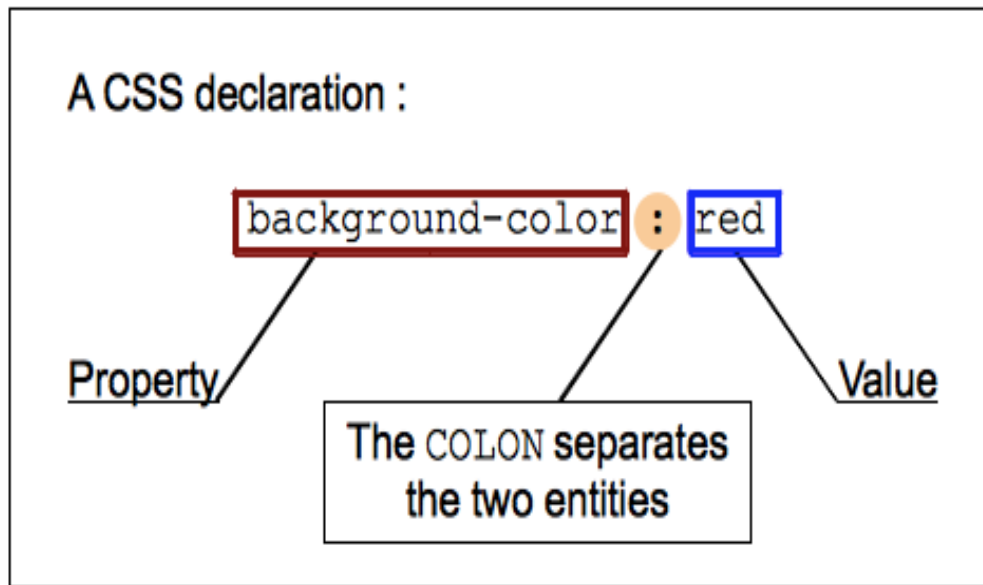 A CSS declaration :
background-color : red
Property
Value
The COLON separates
the two entities